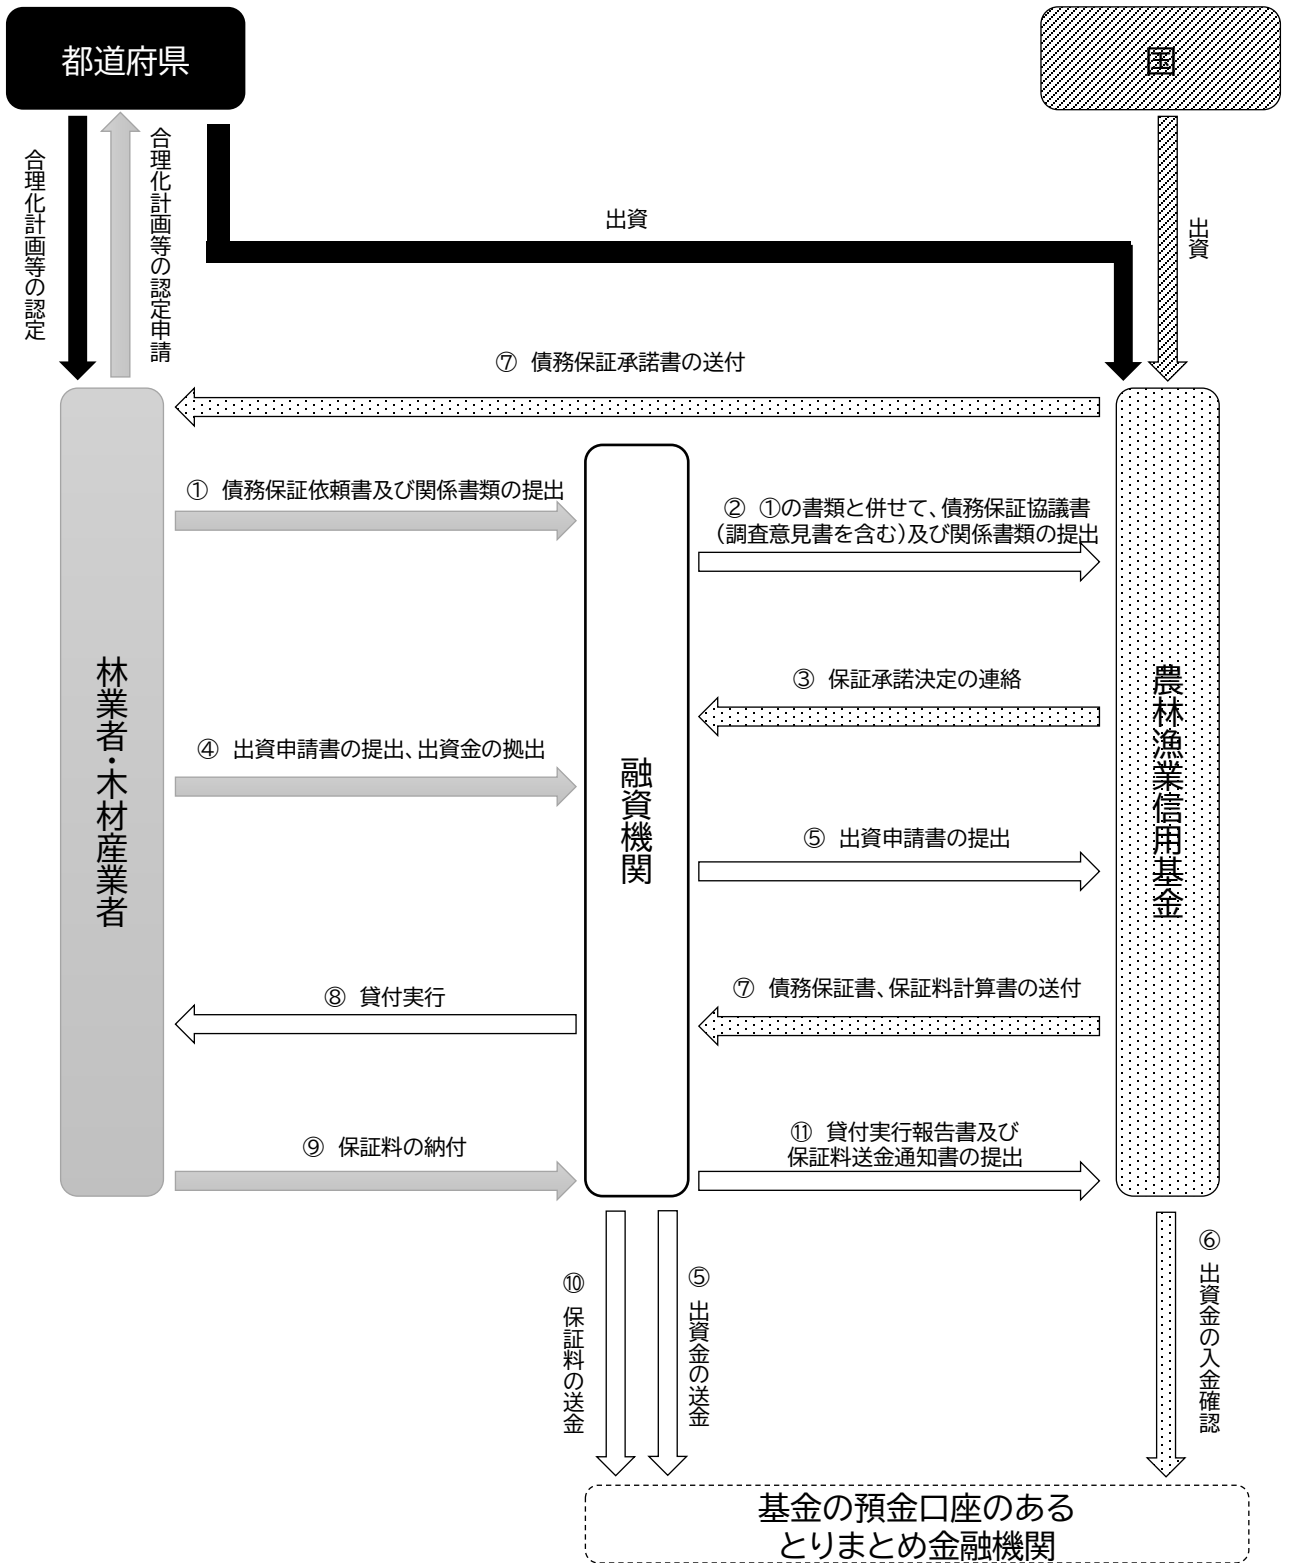 都道府県
国
合理化計画等の認定
合理化計画等の認定申請
出資
出資
⑦ 債務保証承諾書の送付
① 債務保証依頼書及び関係書類の提出
② ①の書類と併せて、債務保証協議書
（調査意見書を含む）及び関係書類の提出
③ 保証承諾決定の連絡
林業者・木材産業者
融資機関
農林漁業信用基金
④ 出資申請書の提出、出資金の拠出
⑤ 出資申請書の提出
⑦ 債務保証書、保証料計算書の送付
⑧ 貸付実行
⑨ 保証料の納付
⑪ 貸付実行報告書及び
保証料送金通知書の提出
⑩ 保証料の送金
⑤ 出資金の送金
⑥ 出資金の入金確認
基金の預金口座のある
とりまとめ金融機関